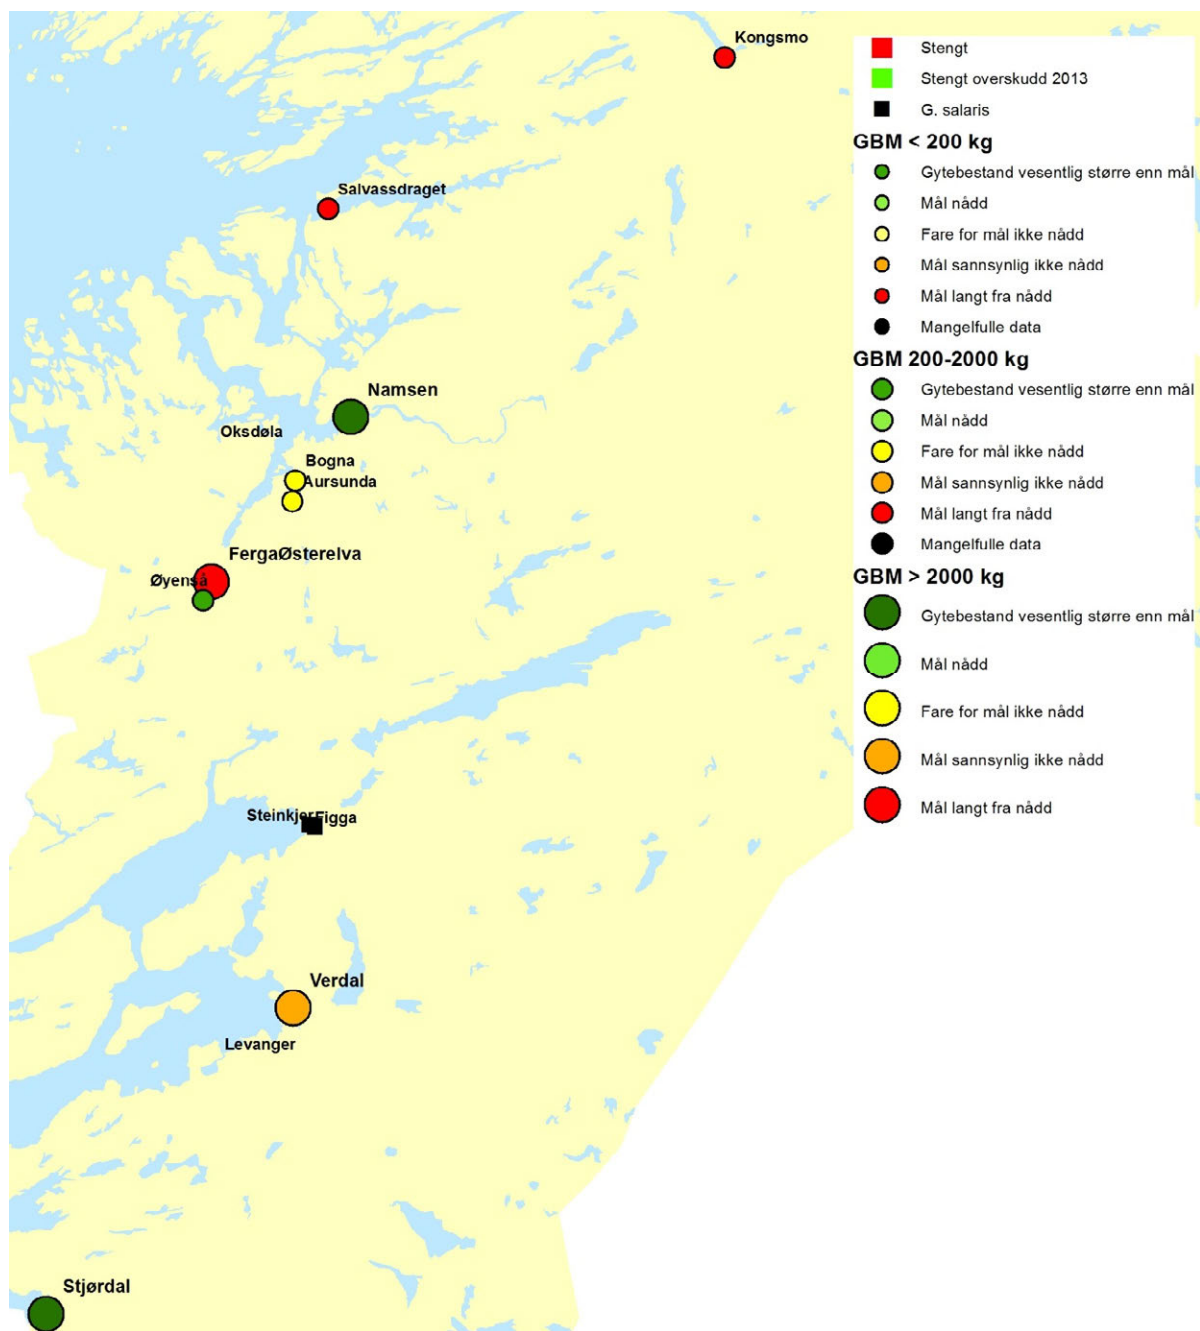 Kongsmo
Salvassdraget
Namsen
Oksdøla
Bogna
Aursunda
FergaØsterelva
Øyenså
Steinkjer
Figga
Verdal
Levanger
Stjørdal
Stengt
Stengt overskudd 2013
G. salaris
GBM < 200 kg
Gytebestand vesentlig større enn mål
Mål nådd
Fare for mål ikke nådd
Mål sannsynlig ikke nådd
Mål langt fra nådd
Mangelfulle data
GBM 200-2000 kg
Gytebestand vesentlig større enn mål
Mål nådd
Fare for mål ikke nådd
Mål sannsynlig ikke nådd
Mål langt fra nådd
Mangelfulle data
GBM > 2000 kg
Gytebestand vesentlig større enn mål
Mål nådd
Fare for mål ikke nådd
Mål sannsynlig ikke nådd
Mål langt fra nådd